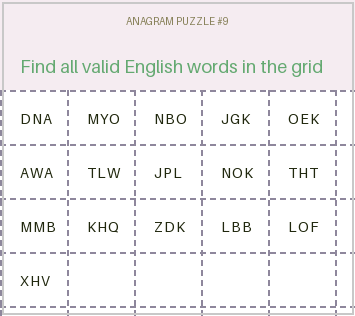 ANAGRAM PUZZLE #9
Find all valid English words in the grid
DNA MYO NBO JGK OEK
AWA TLW JPL NOK THT
MMB KHQ ZDK LBB LOF
XHV